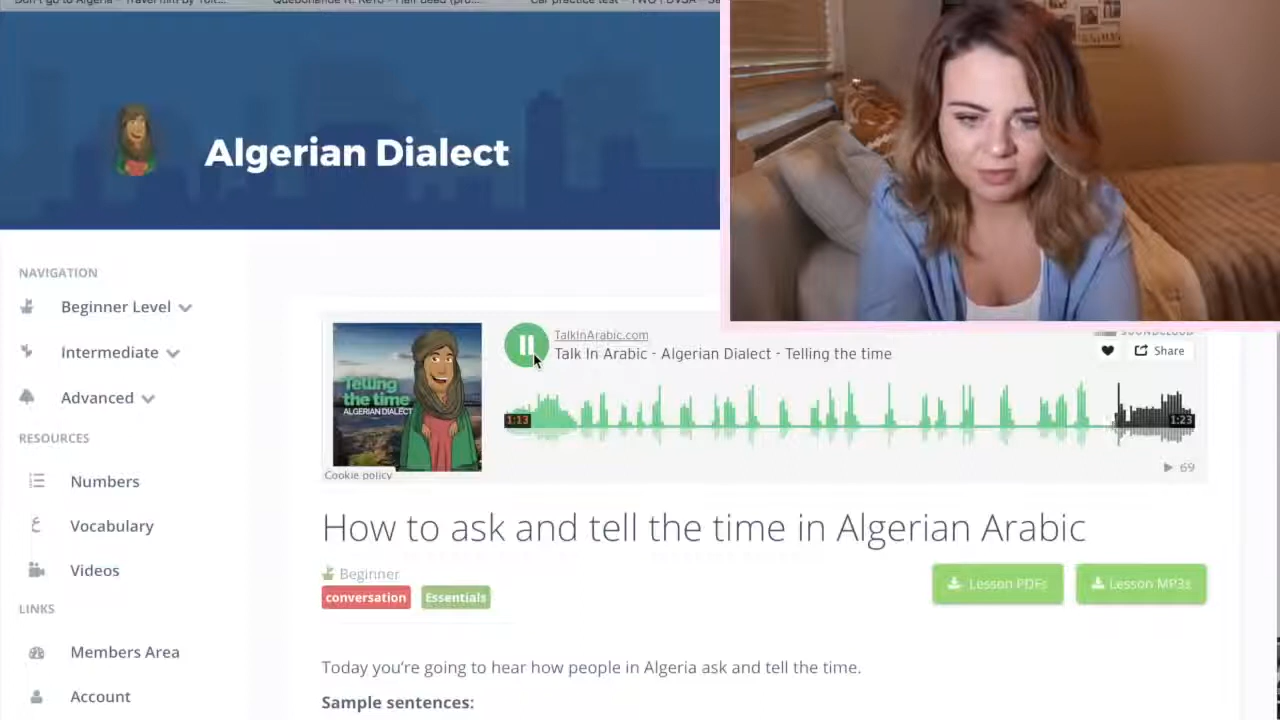 Algerian Dialect
NAVIGATION
Beginner Level
Intermediate
Advanced
RESOURCES
Numbers
ع
Vocabulary
Videos
LINKS
Members Area
Account
Telling
the time
ALGERIAN DIALECT
Cookie policy
TalkInArabic.com
Talk In Arabic - Algerian Dialect - Telling the time
SOUNDCLOUD
Share
1:13
1:23
69
How to ask and tell the time in Algerian Arabic
Beginner
conversation Essentials
Lesson PDFs
Lesson MP3s
Today you’re going to hear how people in Algeria ask and tell the time.
Sample sentences: